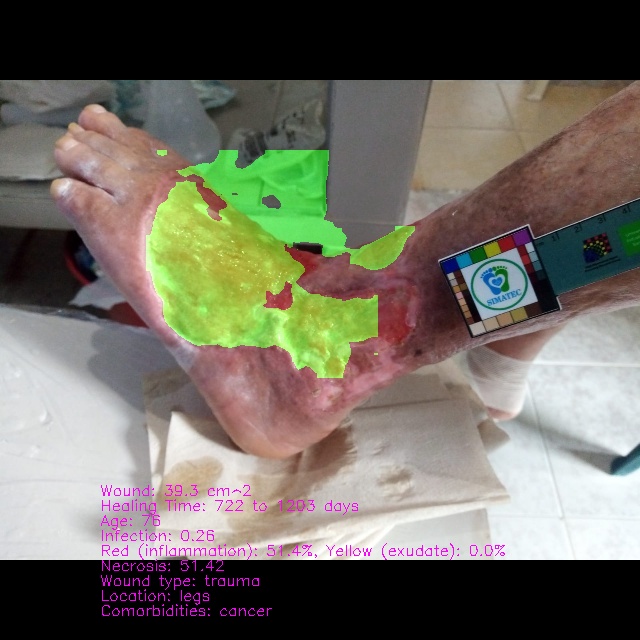 SIMATEC
Wound: 39.3 cm^2
Healing Time: 722 to 1203 days
Age: 76
Infection: 0.26
Red (inflammation): 51.4%, Yellow (exudate): 0.0%
Necrosis: 51.42
Wound type: trauma
Location: legs
Comorbidities: cancer